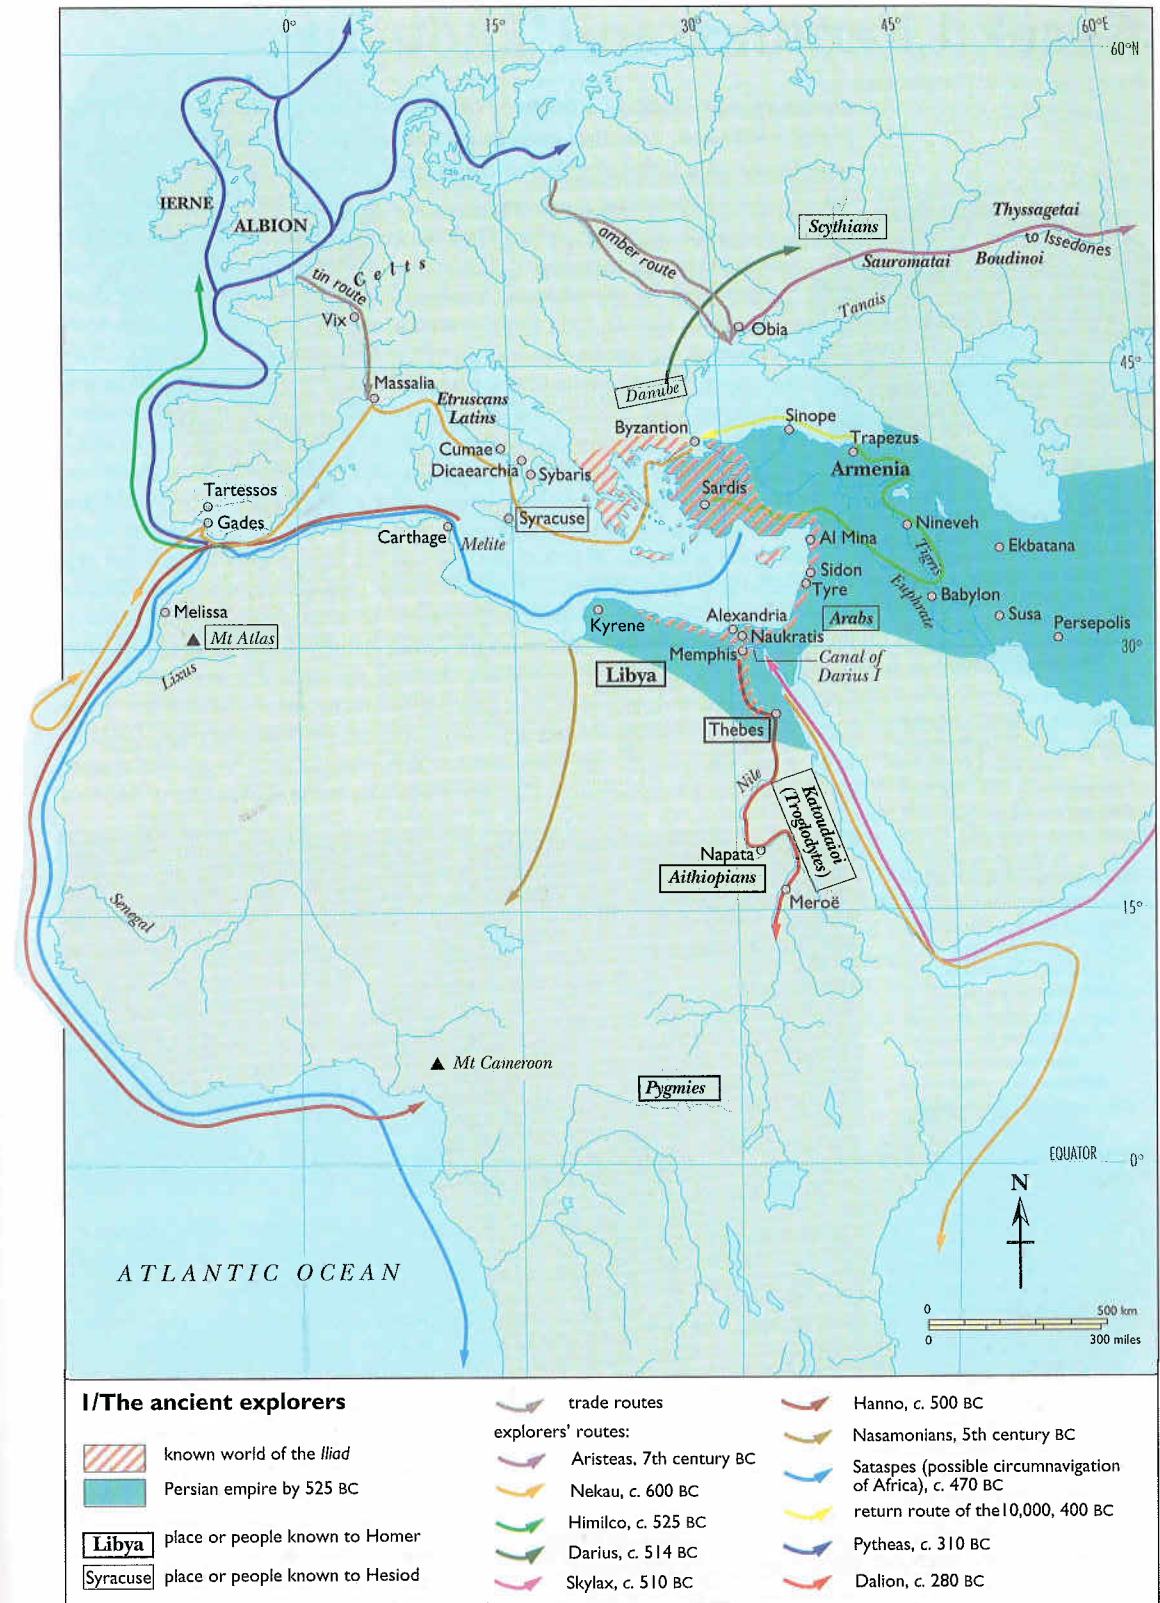 0°
15°
30°
45°
60°E
60°N
IERNE
ALBION
Thyssagetai
Scythians
to Issedones
amber route
Sauromatai
Boudinoi
Celts
tin route
Tanais
Vix
Obia
45°
Massalia
Danube
Etruscans
Latins
Sinope
Byzantion
Trapezus
Cumae
Armenia
Dicaearchia
Sybaris
Tartessos
Sardis
Gades
Syracuse
Nineveh
Carthage
Melite
Al Mina
Tigris
Ekbatana
Sidon
Tyre
Euphrate
Babylon
Melissa
Alexandria
Arabs
Susa
Kyrene
Persepolis
Mt Atlas
Naukratis
Memphis
Canal of
Darius I
30°
Lixus
Libya
Thebes
Nile
Katoudaioi
(Troglodytes)
Napata
Aithiopians
Meroë
Senegal
15°
Mt Cameroon
Pygmies
EQUATOR
0°
N
ATLANTIC OCEAN
0
500 km
0
300 miles
I/The ancient explorers
known world of the Iliad
Persian empire by 525 BC
Libya
place or people known to Homer
Syracuse
place or people known to Hesiod
trade routes
explorers' routes:
Aristeas, 7th century BC
Nekau, c. 600 BC
Himilco, c. 525 BC
Darius, c. 514 BC
Skylax, c. 510 BC
Hanno, c. 500 BC
Nasamonians, 5th century BC
Sataspes (possible circumnavigation
of Africa), c. 470 BC
return route of the10,000, 400 BC
Pytheas, c. 310 BC
Dalion, c. 280 BC